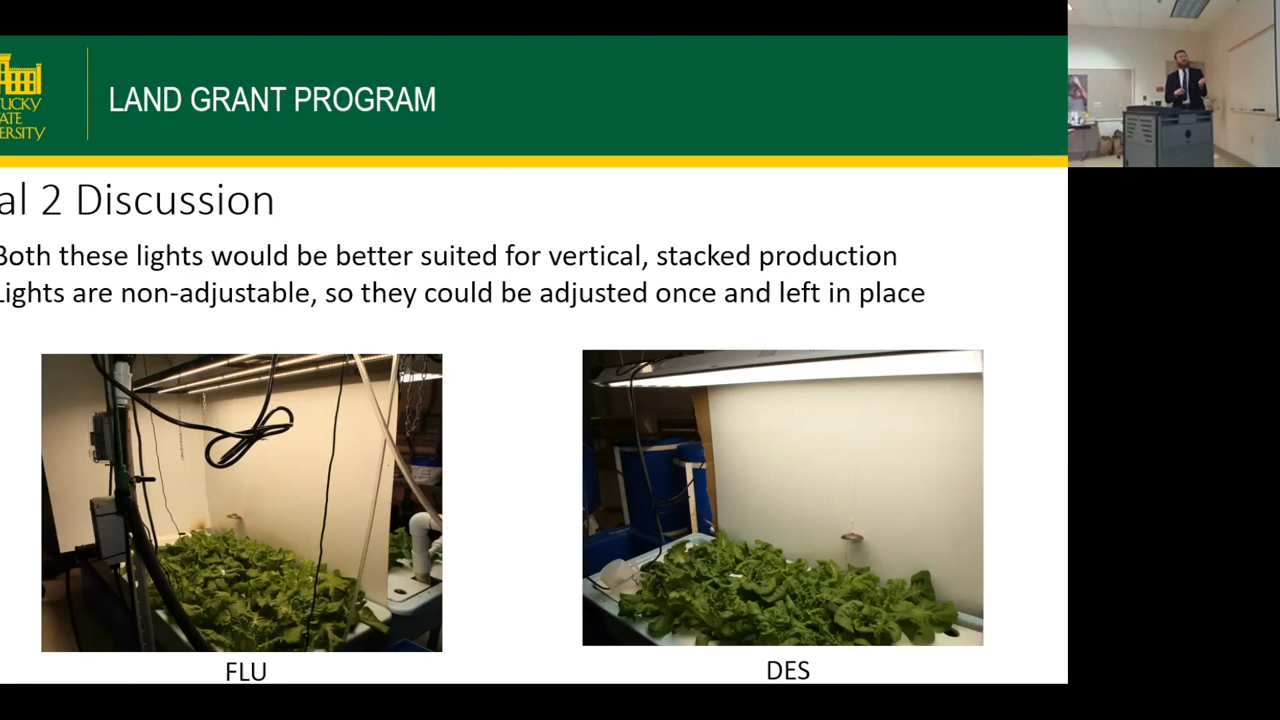 LAND GRANT PROGRAM
al 2 Discussion
Both these lights would be better suited for vertical, stacked production
Lights are non-adjustable, so they could be adjusted once and left in place
FLU
DES